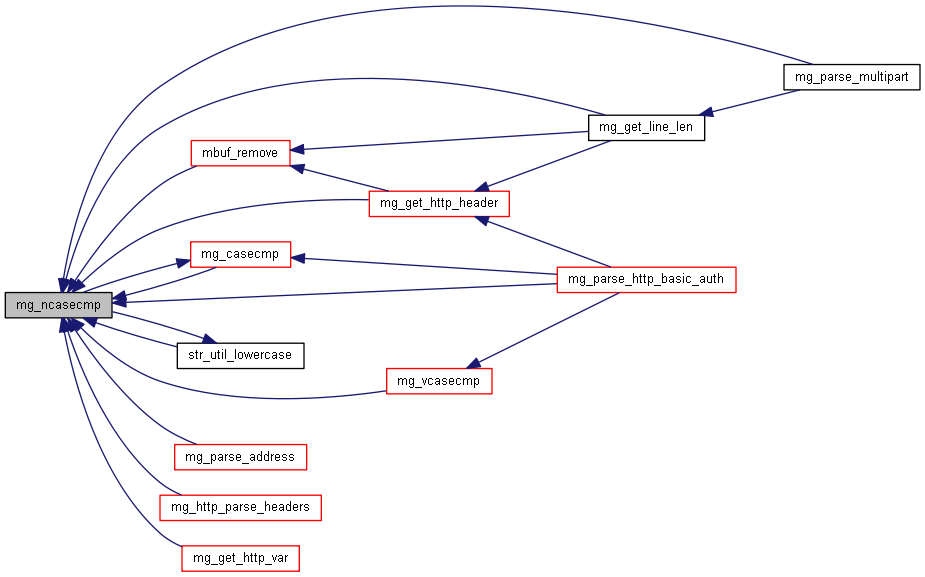 mg_parse_multipart
mg_get_line_len
mbuf_remove
mg_get_http_header
mg_casecmp
mg_parse_http_basic_auth
mg_ncasecmp
str_util_lowercase
mg_vcasecmp
mg_parse_address
mg_http_parse_headers
mg_get_http_var